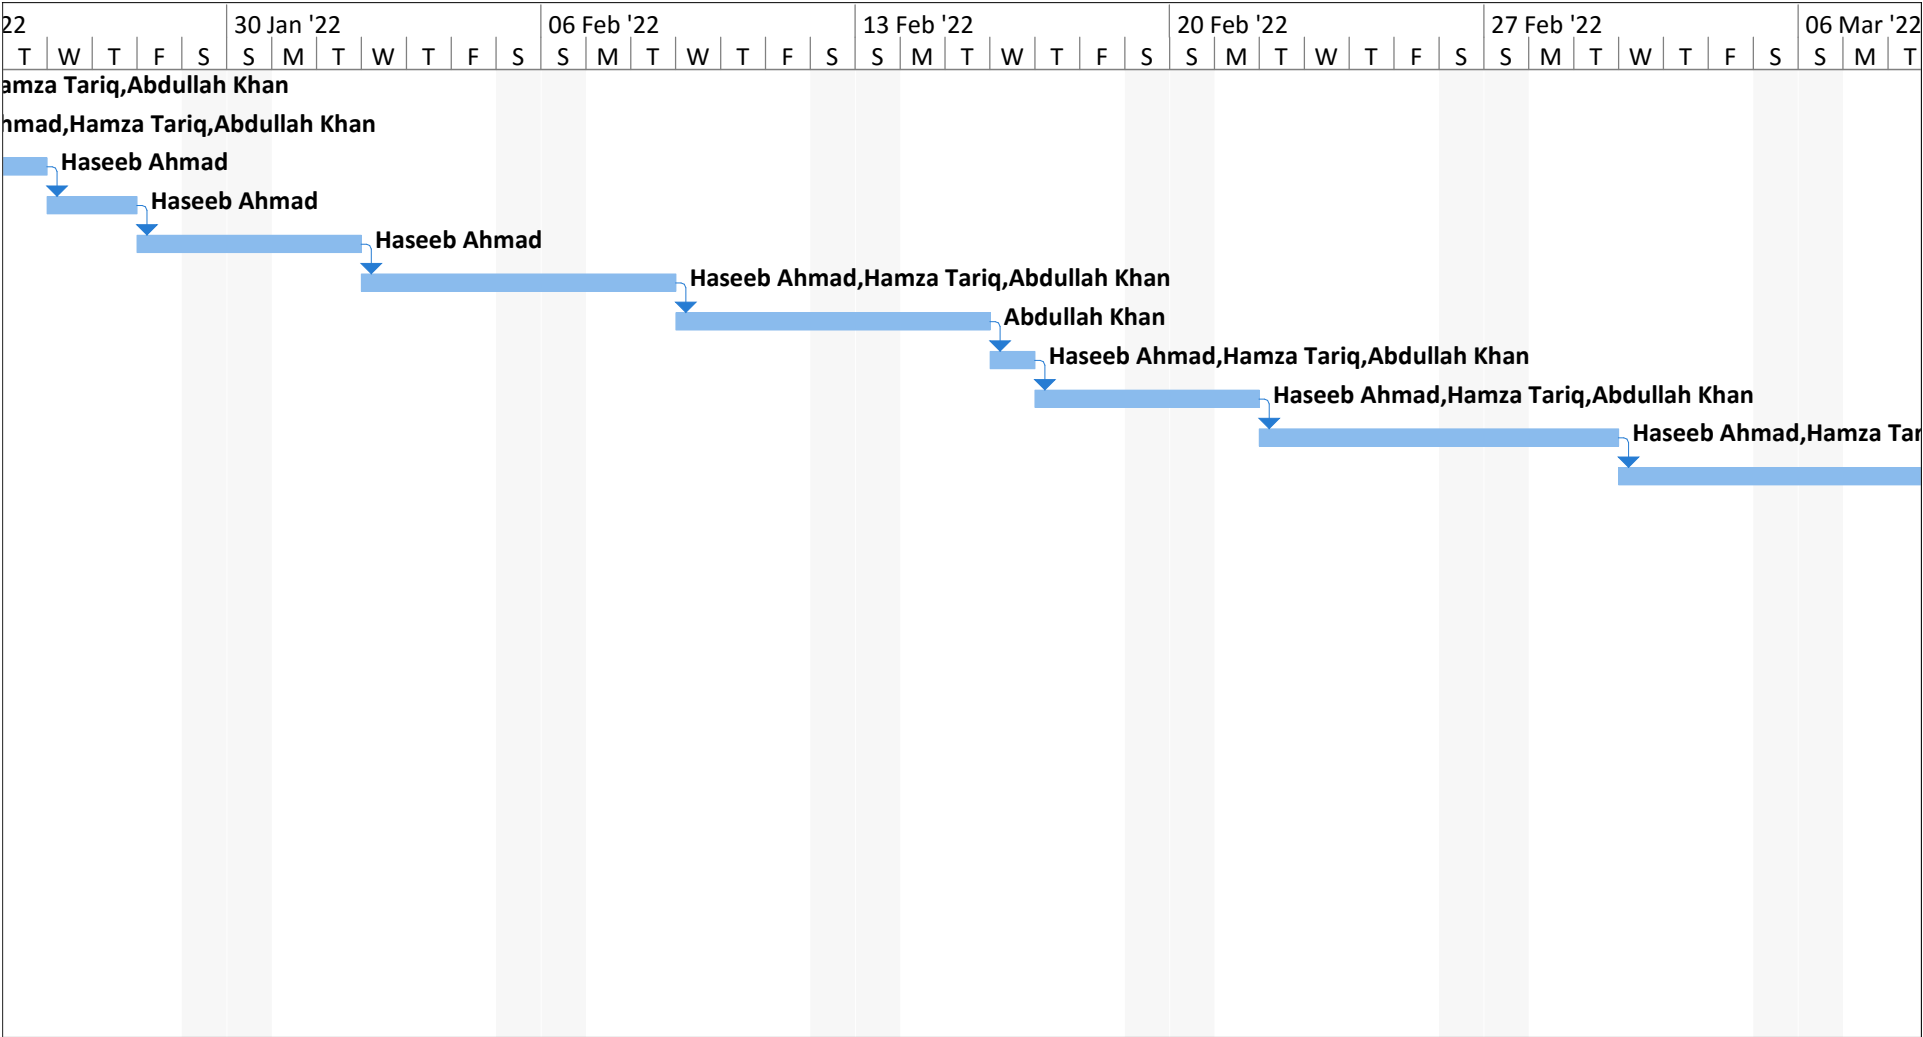 22 30 Jan '22 06 Feb '22 13 Feb '22 20 Feb '22 27 Feb '22 06 Mar '22
T W T F S S M T W T F S S M T W T F S S M T W T F S S M T W T F S S M T W T F S S M T
amza Tariq,Abdullah Khan
hmad,Hamza Tariq,Abdullah Khan
Haseeb Ahmad
Haseeb Ahmad
Haseeb Ahmad
Haseeb Ahmad,Hamza Tariq,Abdullah Khan
Abdullah Khan
Haseeb Ahmad,Hamza Tariq,Abdullah Khan
Haseeb Ahmad,Hamza Tariq,Abdullah Khan
Haseeb Ahmad,Hamza Tar